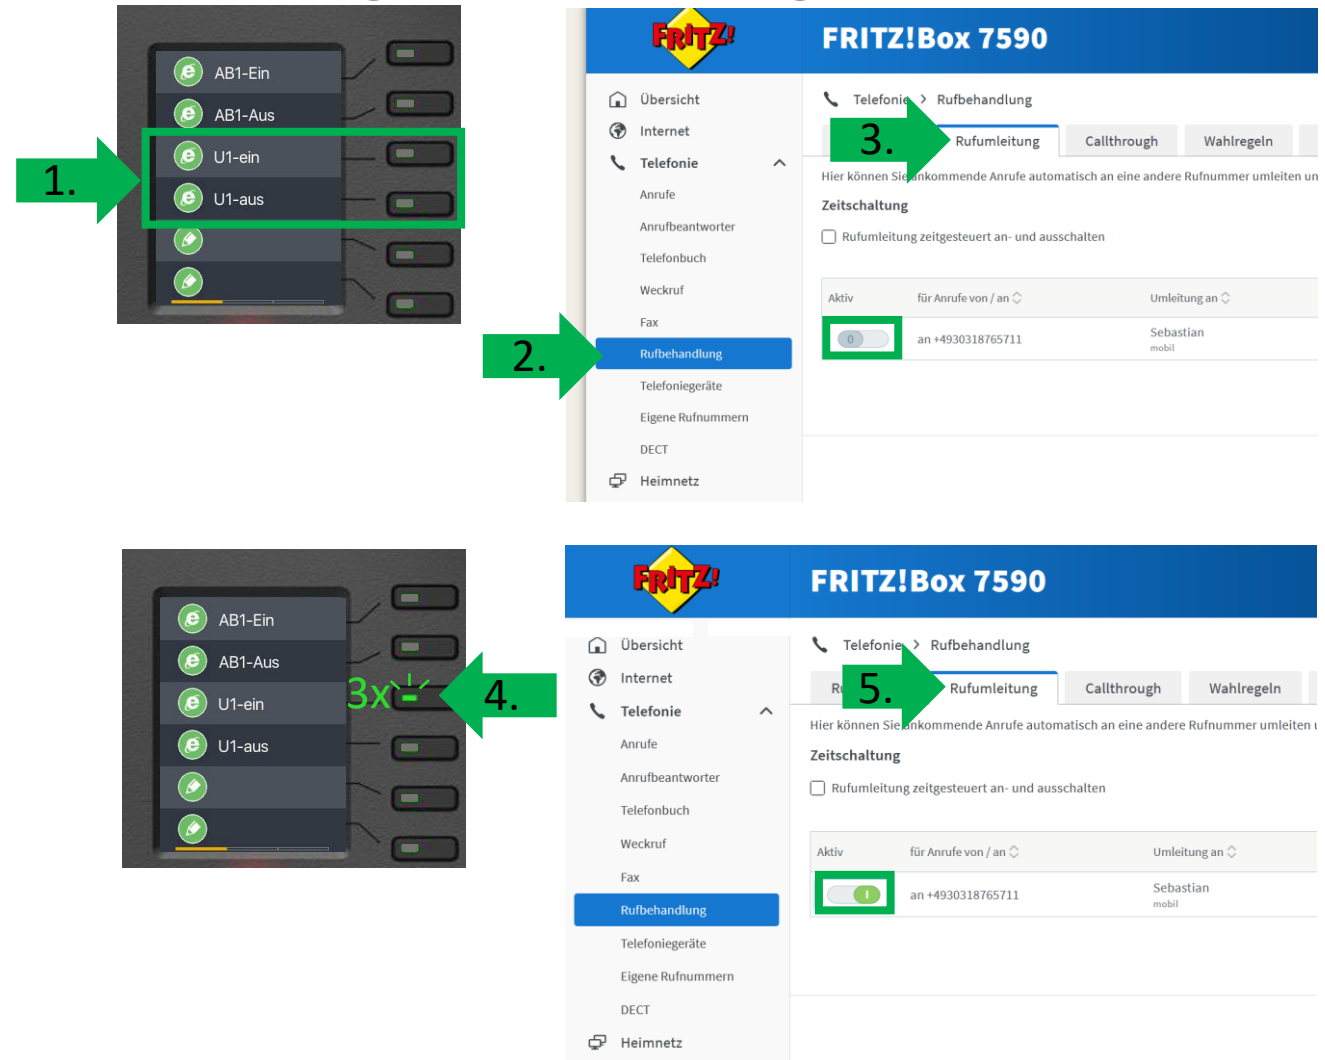 AB1-Ein
AB1-Aus
U1-ein
U1-aus
1.
FRITZ!
FRITZ!Box 7590
Übersicht
Internet
Telefonie
Anrufe
Anrufbeantworter
Telefonbuch
Weckruf
Fax
Rufbehandlung
Telefoniegeräte
Eigene Rufnummern
DECT
Heimnetz
2.
Telefonie > Rufbehandlung
3.
Rufumleitung
Callthrough
Wahlregeln
Hier können Sie ankommende Anrufe automatisch an eine andere Rufnummer umleiten un
Zeitschaltung
Rufumleitung zeitgesteuert an- und ausschalten
Aktiv
für Anrufe von / an
Umleitung an
0
an +4930318765711
Sebastian
mobil
AB1-Ein
AB1-Aus
U1-ein
U1-aus
3x
4.
FRITZ!
FRITZ!Box 7590
Übersicht
Internet
Telefonie
Anrufe
Anrufbeantworter
Telefonbuch
Weckruf
Fax
Rufbehandlung
Telefoniegeräte
Eigene Rufnummern
DECT
Heimnetz
Telefonie > Rufbehandlung
5.
Rufumleitung
Callthrough
Wahlregeln
Hier können Sie ankommende Anrufe automatisch an eine andere Rufnummer umleiten
Zeitschaltung
Rufumleitung zeitgesteuert an- und ausschalten
Aktiv
für Anrufe von / an
Umleitung an
I
an +4930318765711
Sebastian
mobil